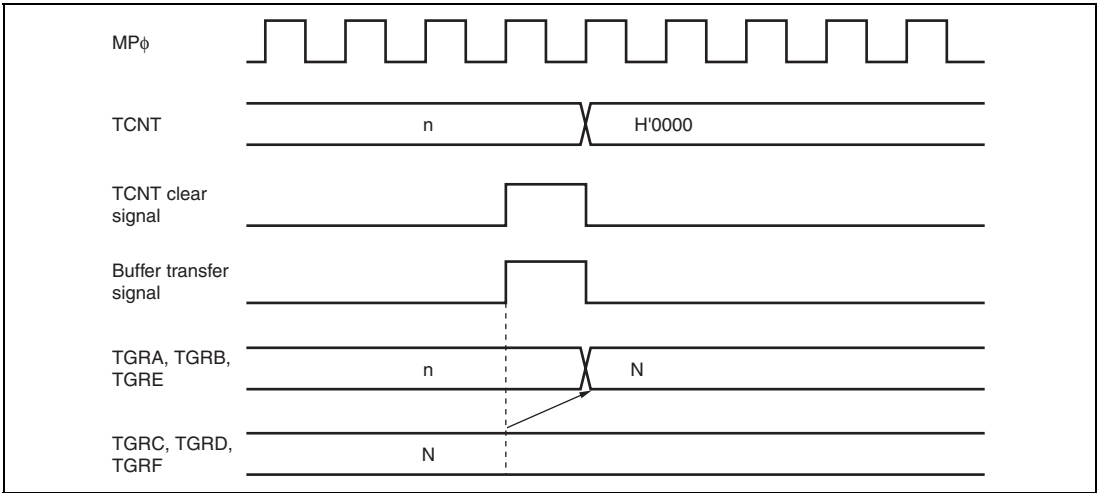 MPφ
TCNT
n
H'0000
TCNT clear
signal
Buffer transfer
signal
TGRA, TGRB,
TGRE
n
N
TGRC, TGRD,
TGRF
N